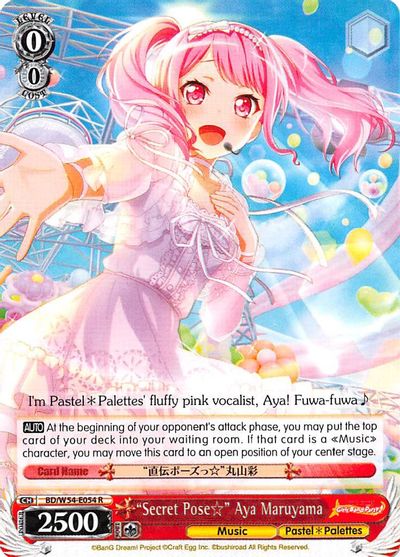 LEVEL
0
0
COST
I'm Pastel＊Palettes' fluffy pink vocalist, Aya! Fuwa-fuwa♪
AUTO At the beginning of your opponent's attack phase, you may put the top
card of your deck into your waiting room. If that card is a «Music»
character, you may move this card to an open position of your center stage.
Card Name
"直伝ポーズっ☆"丸山彩
CH BD/W54-E054 R
POWER 2500
"Secret Pose☆" Aya Maruyama
Music
Pastel＊Palettes
©BanG Dream! Project ©Craft Egg Inc. ©bushiroad All Rights Reserved.